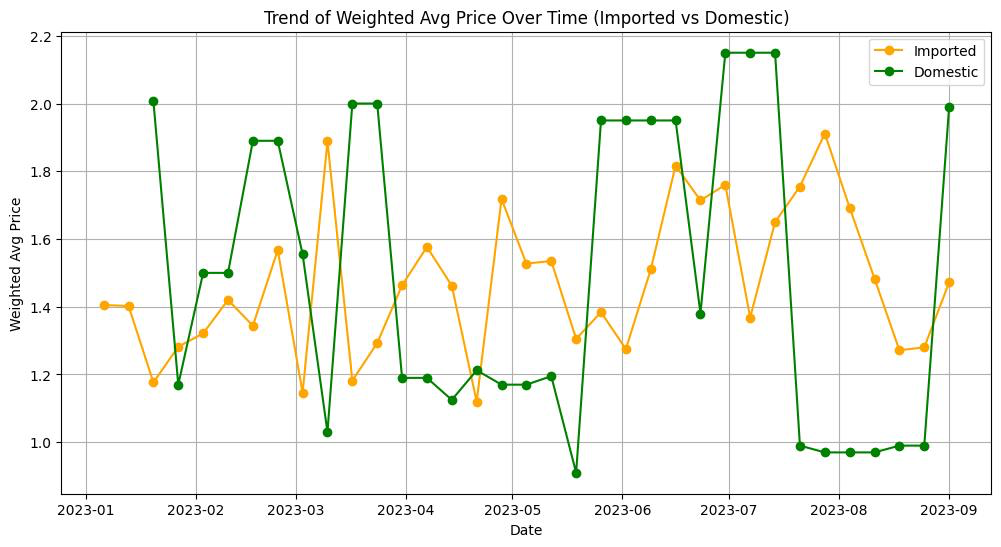 Trend of Weighted Avg Price Over Time (Imported vs Domestic)
Imported
Domestic
Weighted Avg Price
2.2
2.0
1.8
1.6
1.4
1.2
1.0
2023-01 2023-02 2023-03 2023-04 2023-05 2023-06 2023-07 2023-08 2023-09
Date